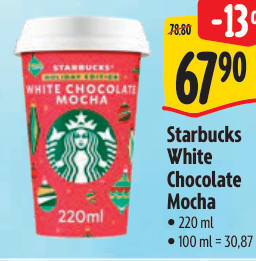 78.80
-13
67.90
STARBUCKS®
HOLIDAY EDITION
WHITE CHOCOLATE
MOCHA
220ml
Starbucks
White
Chocolate
Mocha
• 220 ml
• 100 ml = 30,87